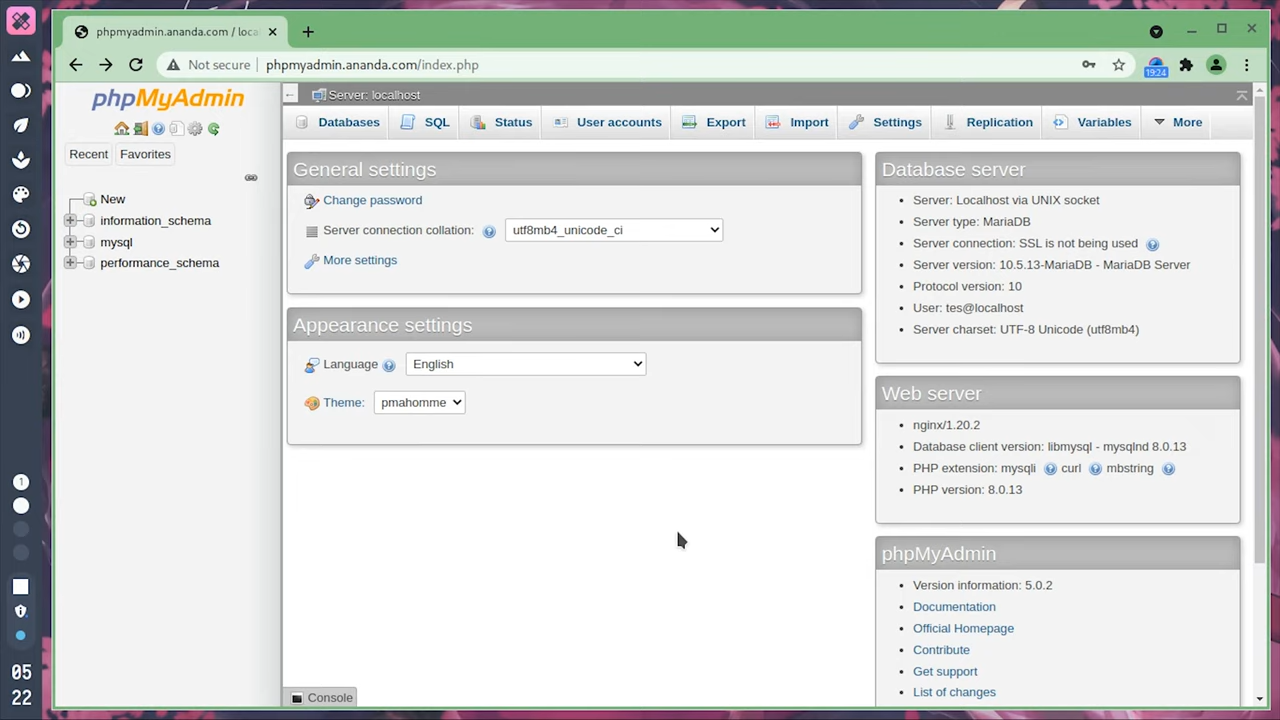 phpmyadmin.ananda.com / loca
Not secure
phpmyadmin.ananda.com/index.php
19:24
phpMyAdmin
Recent
Favorites
New
information_schema
mysql
performance_schema
Server: localhost
Databases
SQL
Status
User accounts
Export
Import
Settings
Replication
Variables
More
General settings
Change password
Server connection collation:
utf8mb4_unicode_ci
More settings
Appearance settings
Language
English
Theme:
pmahomme
Database server
Server: Localhost via UNIX socket
Server type: MariaDB
Server connection: SSL is not being used
Server version: 10.5.13-MariaDB - MariaDB Server
Protocol version: 10
User: tes@localhost
Server charset: UTF-8 Unicode (utf8mb4)
Web server
nginx/1.20.2
Database client version: libmysql - mysqlnd 8.0.13
PHP extension: mysqli curl mbstring
PHP version: 8.0.13
phpMyAdmin
Version information: 5.0.2
Documentation
Official Homepage
Contribute
Get support
List of changes
Console
1
05
22